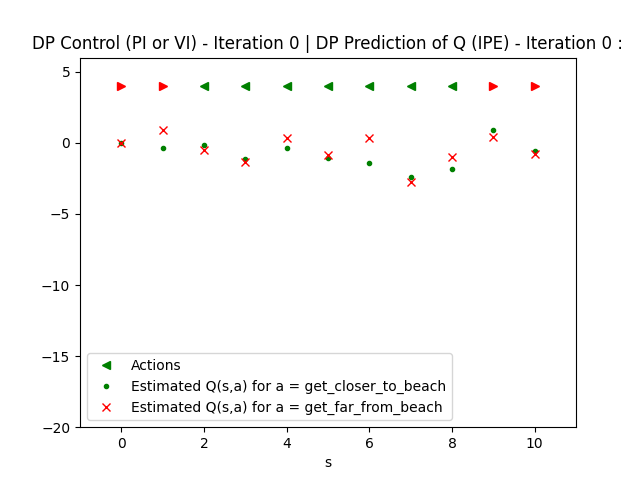 DP Control (PI or VI) - Iteration 0 | DP Prediction of Q (IPE) - Iteration 0 :
5
0
−5
−10
−15
−20
Actions
Estimated Q(s,a) for a = get_closer_to_beach
Estimated Q(s,a) for a = get_far_from_beach
0 2 4 6 8 10
s